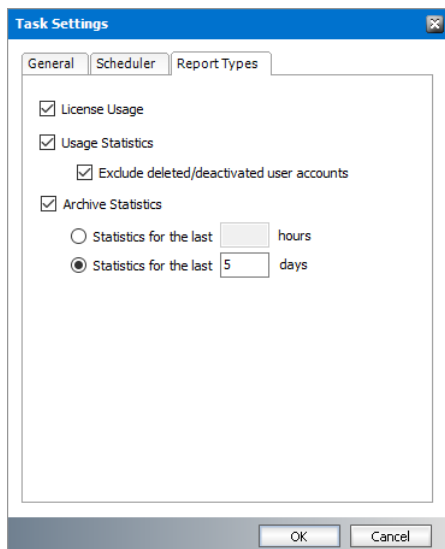 Task Settings
General Scheduler Report Types
License Usage
Usage Statistics
Exclude deleted/deactivated user accounts
Archive Statistics
Statistics for the last hours
Statistics for the last 5 days
OK Cancel